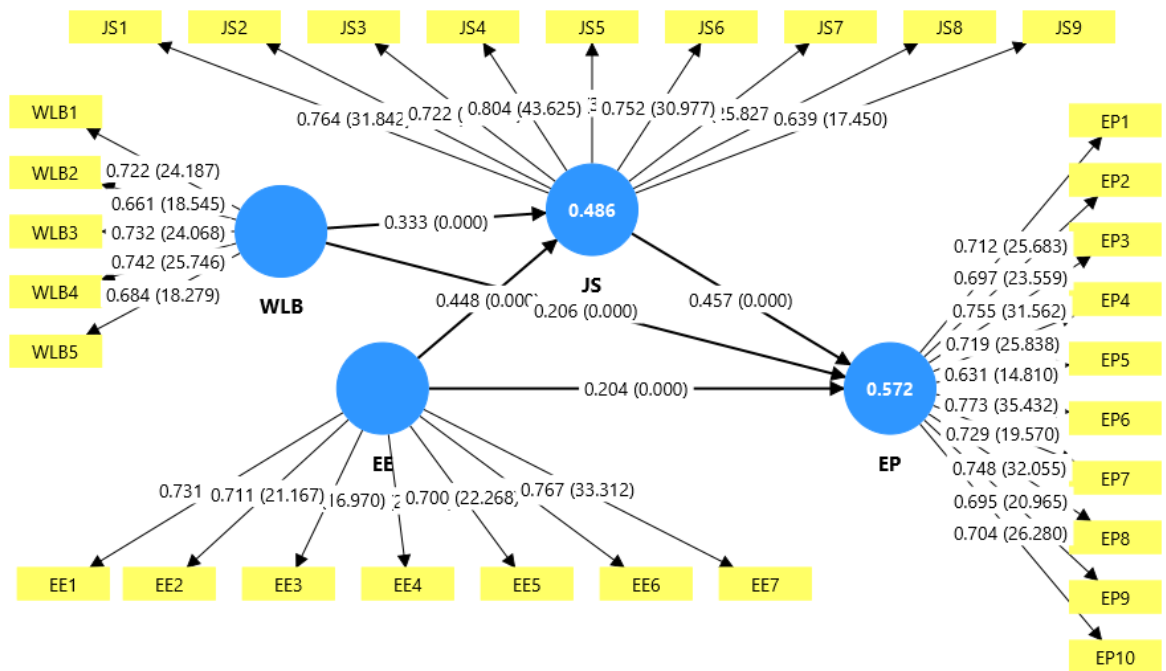 JS1
JS2
JS3
JS4
JS5
JS6
JS7
JS8
JS9
WLB1
WLB2
WLB3
WLB4
WLB5
0.764 (31.842
0.722 (
0.804 (43.625)
0.752 (30.977)
25.827
0.639 (17.450)
0.722 (24.187)
0.661 (18.545)
0.732 (24.068)
0.742 (25.746)
0.684 (18.279)
WLB
0.333 (0.000)
0.486
JS
0.448 (0.000)
0.206 (0.000)
0.457 (0.000)
0.204 (0.000)
EE
0.572
EP
0.712 (25.683)
0.697 (23.559)
0.755 (31.562)
0.719 (25.838)
0.631 (14.810)
0.773 (35.432)
0.729 (19.570)
0.748 (32.055)
0.695 (20.965)
0.704 (26.280)
EP1
EP2
EP3
EP4
EP5
EP6
EP7
EP8
EP9
EP10
0.731
0.711 (21.167)
16.970)
0.700 (22.268)
0.767 (33.312)
EE1
EE2
EE3
EE4
EE5
EE6
EE7